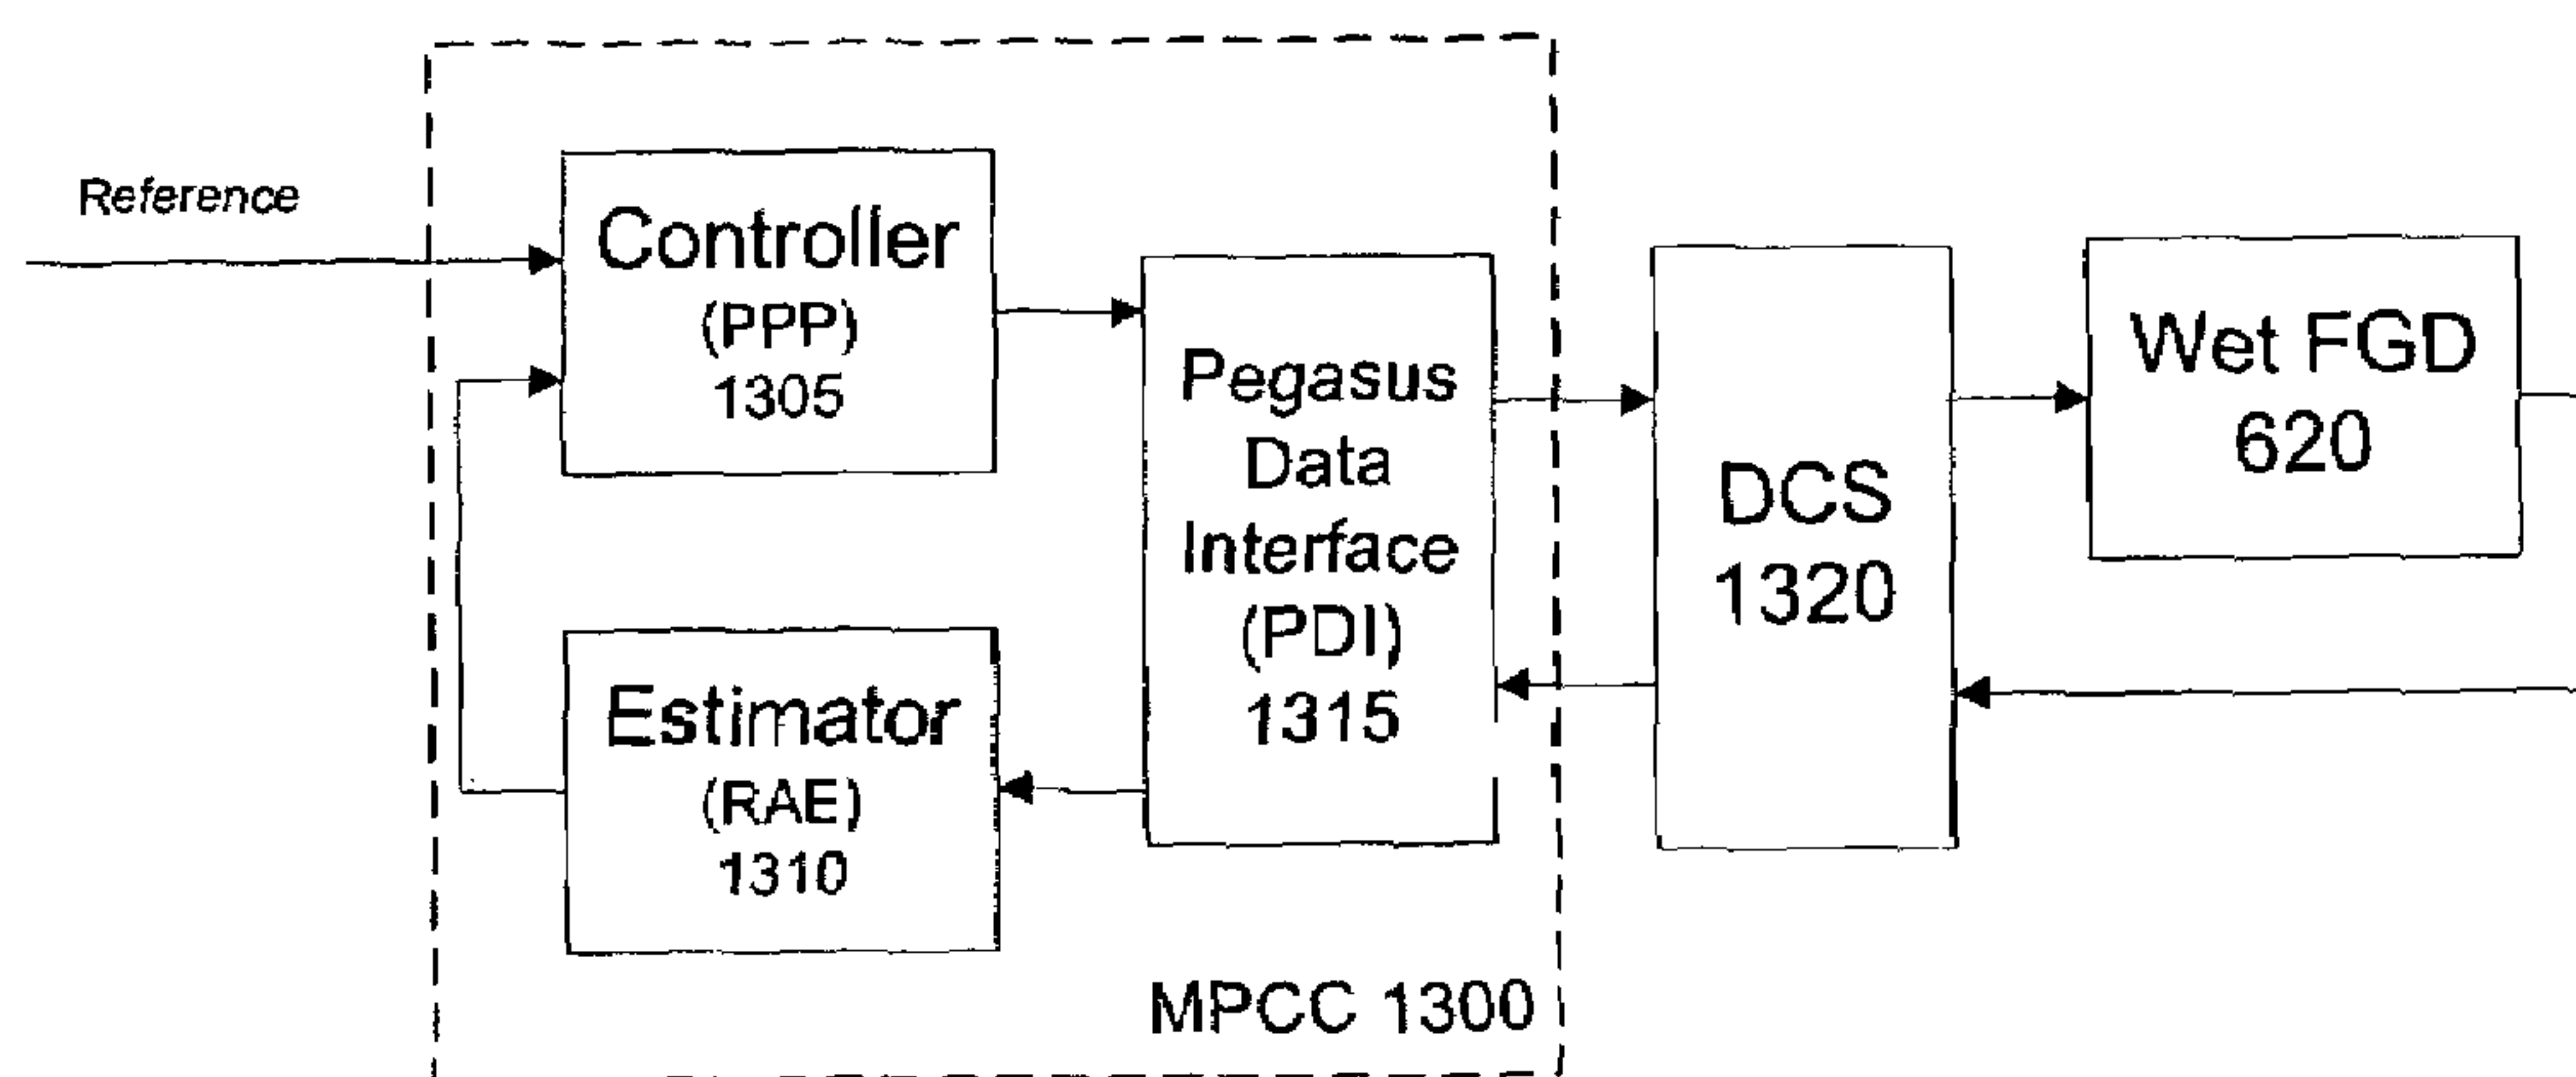 Reference
Controller
(PPP)
1305
Pegasus
Data
Interface
(PDI)
1315
DCS
1320
Wet FGD
620
Estimator
(RAE)
1310
MPCC 1300